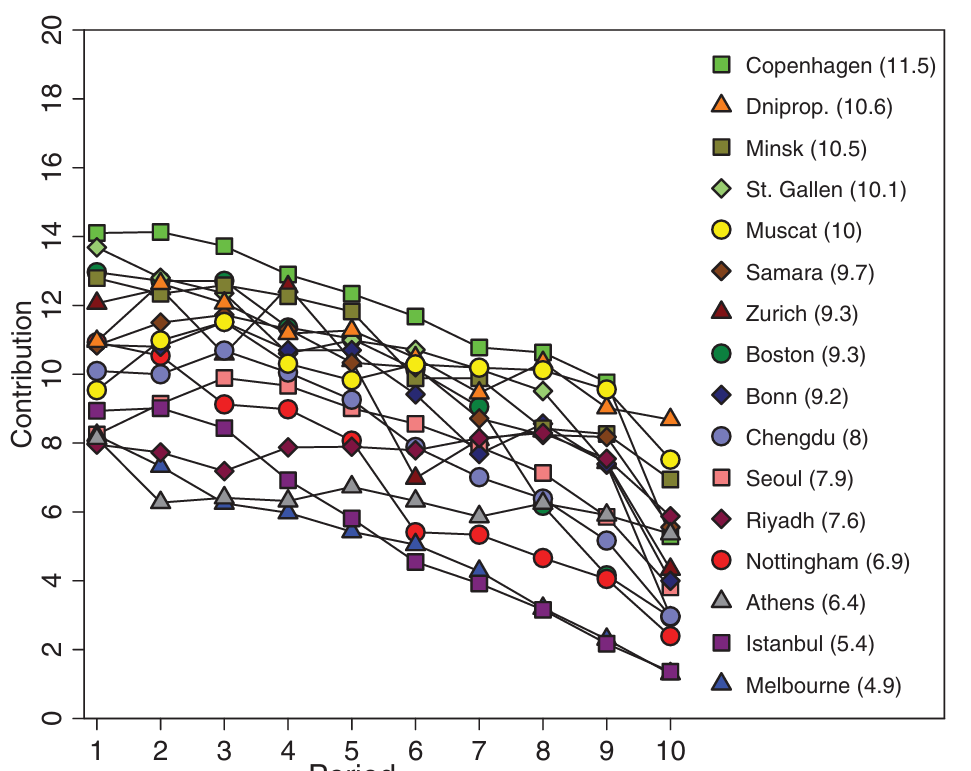 20
18
16
14
12
10
8
6
4
2
0
Contribution
1 2 3 4 5 6 7 8 9 10
Period
Copenhagen (11.5)
Dniprop. (10.6)
Minsk (10.5)
St. Gallen (10.1)
Muscat (10)
Samara (9.7)
Zurich (9.3)
Boston (9.3)
Bonn (9.2)
Chengdu (8)
Seoul (7.9)
Riyadh (7.6)
Nottingham (6.9)
Athens (6.4)
Istanbul (5.4)
Melbourne (4.9)